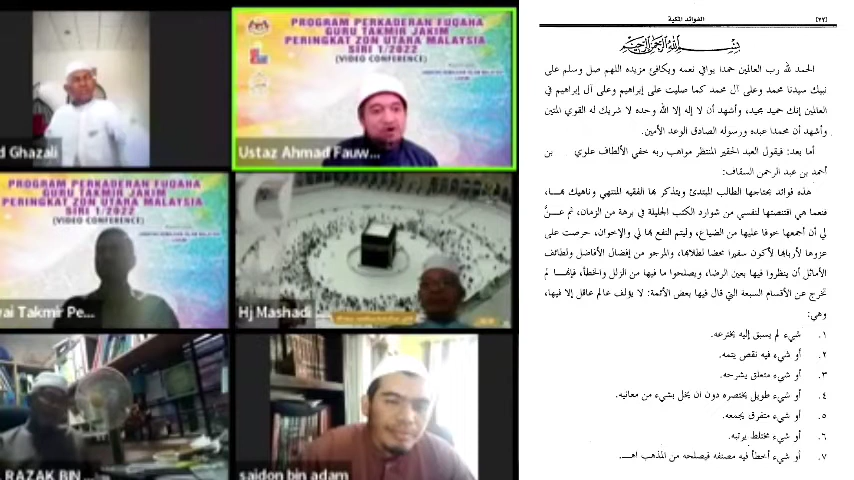 PROGRAM PERKADERAN FUQAHA
GURU TAKMIR JAKIM
PERINGKAT ZON UTARA MALAYSIA
SIRI 1/2022
(VIDEO CONFERENCE)
d Ghazali
Ustaz Ahmad Fauw...
PROGRAM PERKADERAN FUQAHA
GURU TAKMIR JAKIM
PERINGKAT ZON UTARA MALAYSIA
SIRI 1/2022
(VIDEO CONFERENCE)
ai Takmir Pe...
Hj Mashadi
RAZAK BIN ...
saidon bin adam
الفوائد المكية [٢٢]
بسم الله الرحمن الرحيم
الحمد لله رب العالمين حمدا يوافي نعمه ويكافئ مزيده اللهم صل وسلم على
نبيك سيدنا محمد وعلى آل محمد كما صليت على إبراهيم وعلى آل إبراهيم في
العالمين إنك حميد مجيد، وأشهد أن لا إله إلا الله وحده لا شريك له القوي المتين
وأشهد أن محمدا عبده ورسوله الصادق الوعد الأمين.
أما بعد: فيقول العبد الحقير المنتظر مواهب ربه خفي الألطاف علوي بن
أحمد بن عبد الرحمن السقاف:
هذه فوائد يحتاجها الطالب المبتدئ ويتذكر بها الفقيه المنتهي وناهيك بها،
فنعما هي اقتنصتها لنفسي من شوارد الكتب الجليلة في برهة من الزمان، ثم عنَّ
لي أن أجمعها خوفا عليها من الضياع، وليتم النفع بها لي والإخوان، حرصت على
عزوها لأربابها لأكون سفيرا محضا لطلابها، والمرجو من إفضال الأفاضل ولطائف
الأماثل أن ينظروا فيها بعين الرضا، ويصلحوا ما فيها من الزلل والخطأ، فإنها لم
تخرج عن الأقسام السبعة التي قال فيها بعض الأئمة: لا يؤلف عالم عاقل إلا فيها،
وهي:
١. شيء لم يسبق إليه يخترعه.
٢. أو شيء فيه نقص يتمه.
٣. أو شيء متعلق يشرحه.
٤. أو شيء طويل يختصره دون ان يخل بشيء من معانيه.
٥. أو شيء متفرق يجمعه.
٦. أو شيء مختلط يرتبه.
٧. أو شيء أخطأ فيه مصنفه فيصلحه من المذهب اهـ.